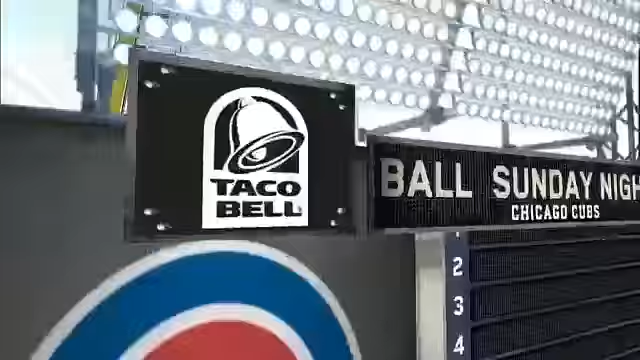 TACO
BELL
BALL SUNDAY NIGH
CHICAGO CUBS
2
3
4